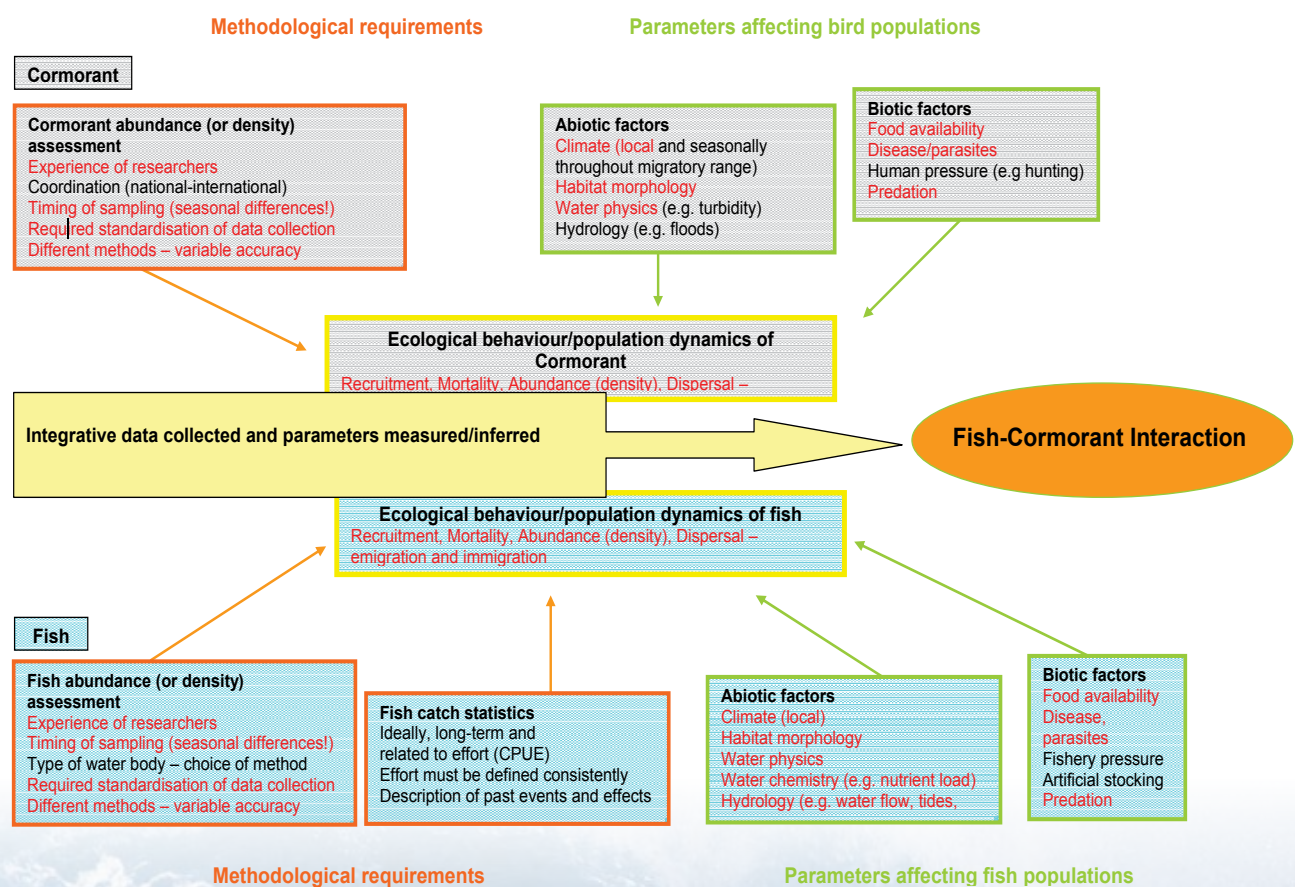 Methodological requirements
Parameters affecting bird populations
Cormorant
Cormorant abundance (or density)
assessment
Experience of researchers
Coordination (national-international)
Timing of sampling (seasonal differences!)
Required standardisation of data collection
Different methods – variable accuracy
Abiotic factors
Climate (local and seasonally
throughout migratory range)
Habitat morphology
Water physics (e.g. turbidity)
Hydrology (e.g. floods)
Biotic factors
Food availability
Disease/parasites
Human pressure (e.g hunting)
Predation
Ecological behaviour/population dynamics of
Cormorant
Recruitment, Mortality, Abundance (density), Dispersal –
Integrative data collected and parameters measured/inferred
Fish-Cormorant Interaction
Ecological behaviour/population dynamics of fish
Recruitment, Mortality, Abundance (density), Dispersal –
emigration and immigration
Fish
Fish abundance (or density)
assessment
Experience of researchers
Timing of sampling (seasonal differences!)
Type of water body – choice of method
Required standardisation of data collection
Different methods – variable accuracy
Fish catch statistics
Ideally, long-term and
related to effort (CPUE)
Effort must be defined consistently
Description of past events and effects
Abiotic factors
Climate (local)
Habitat morphology
Water physics
Water chemistry (e.g. nutrient load)
Hydrology (e.g. water flow, tides,
Biotic factors
Food availability
Disease,
parasites
Fishery pressure
Artificial stocking
Predation
Methodological requirements
Parameters affecting fish populations